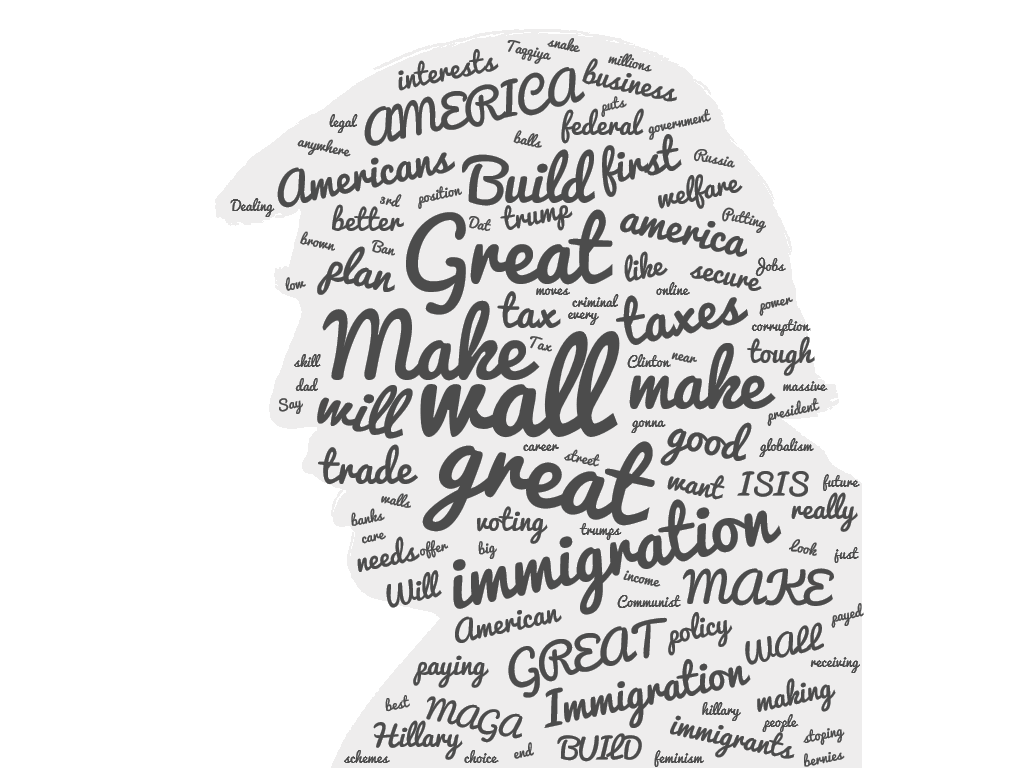 Taqqiya snake
interests millions
AMERICA business
puts
legal federal government
anywhere balls
Americans Build first Russia
Dealing 3rd position welfare
better Dat trump Putting
brown Ban Great america
plan like secure Jobs
low moves online
tax criminal every taxes power
Make Tax corruption
skill Clinton near tough
dad wall make massive
Say will gonna president
career good globalism
trade great street
walls want ISIS future
banks voting trumps really
care immigration
needs offer big Look just
Will income MAKE
American Communist payed
GREAT policy WALL
paying receiving
Immigration making
best MAGA hillary people
Hillary immigrants stoping
schemes choice end BUILD feminism bernies